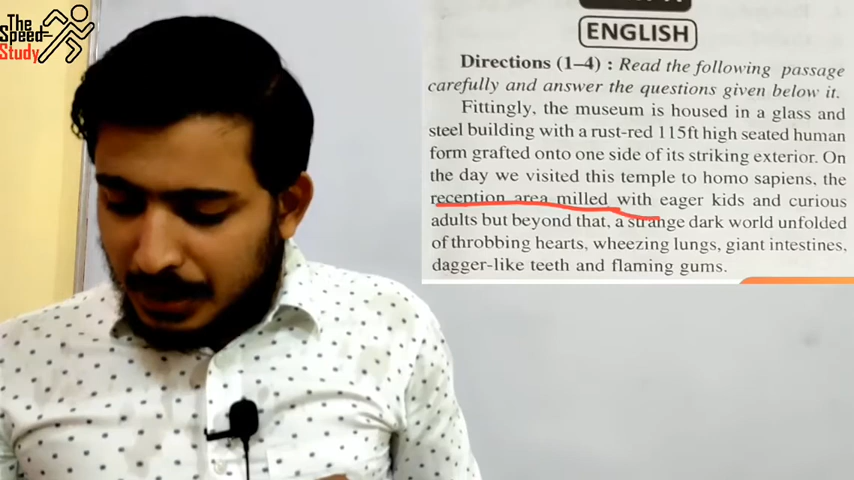 The
Speed
Study
ENGLISH
Directions (1–4) : Read the following passage
carefully and answer the questions given below it.
Fittingly, the museum is housed in a glass and
steel building with a rust-red 115ft high seated human
form grafted onto one side of its striking exterior. On
the day we visited this temple to homo sapiens, the
reception area milled with eager kids and curious
adults but beyond that, a strange dark world unfolded
of throbbing hearts, wheezing lungs, giant intestines,
dagger-like teeth and flaming gums.